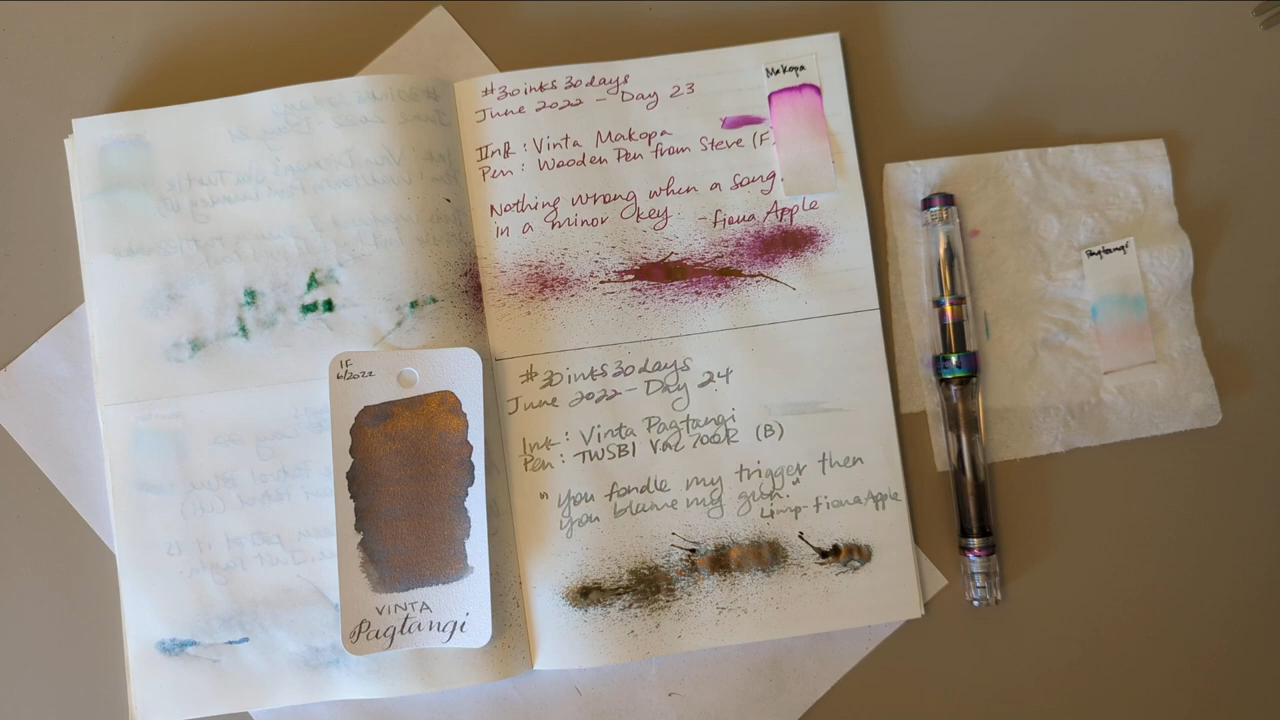 #30inks30days
June 2022 - Day 23
Ink: Vinta Makopa
Pen: Wooden Pen from Steve (F
Nothing wrong when a song
in a minor key -fiona Apple
Makopa
#30inks30days
June 2022 - Day 24
Ink: Vinta Pagtangi
Pen: TWSBI Vac 700R (B)
"you fondle my trigger then
you blame my gun."
Limp-fiona Apple
IF
6/2022
VINTA
Pagtangi
Pagtangi